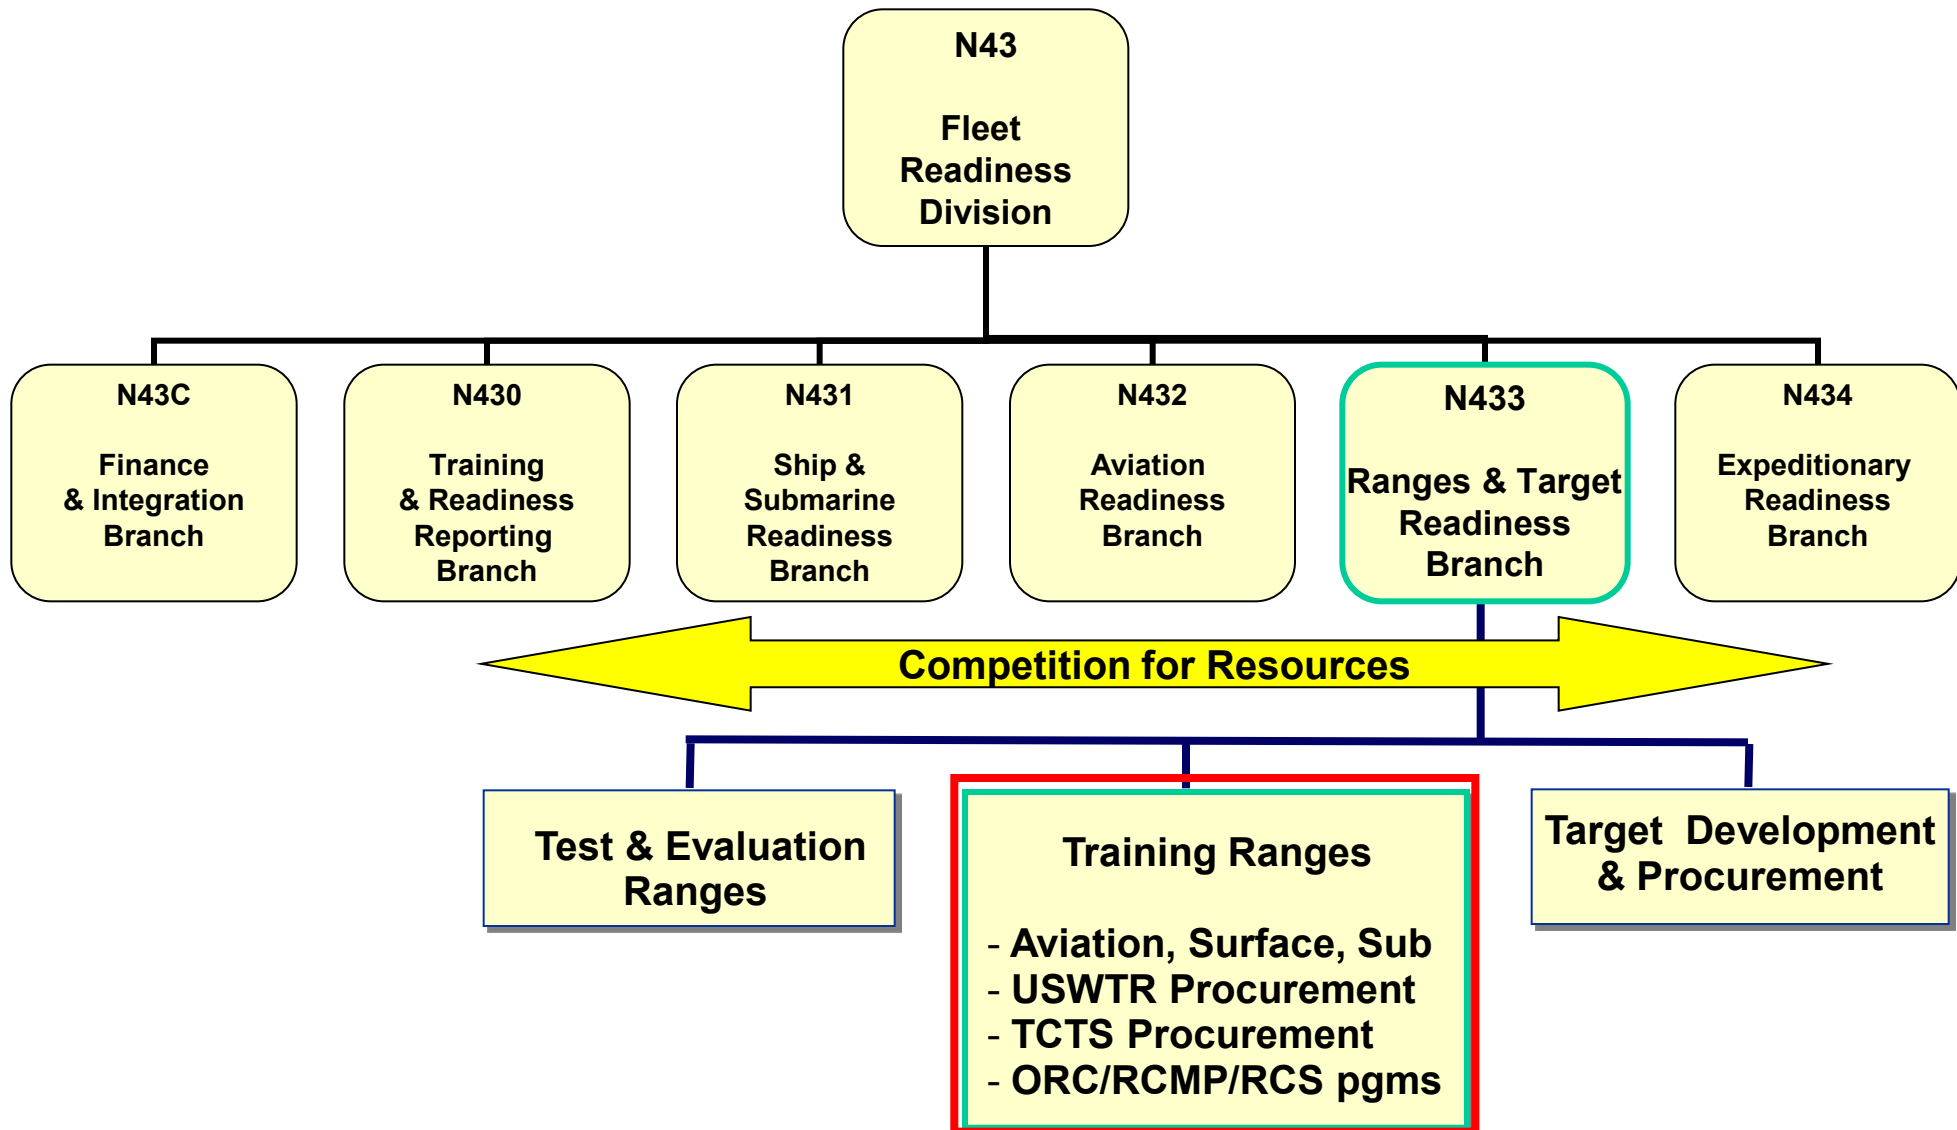 N43
Fleet
Readiness
Division
N43C
Finance
& Integration
Branch
N430
Training
& Readiness
Reporting
Branch
N431
Ship &
Submarine
Readiness
Branch
N432
Aviation
Readiness
Branch
N433
Ranges & Target
Readiness
Branch
N434
Expeditionary
Readiness
Branch
Competition for Resources
Test & Evaluation
Ranges
Training Ranges
- Aviation, Surface, Sub
- USWTR Procurement
- TCTS Procurement
- ORC/RCMP/RCS pgms
Target Development
& Procurement